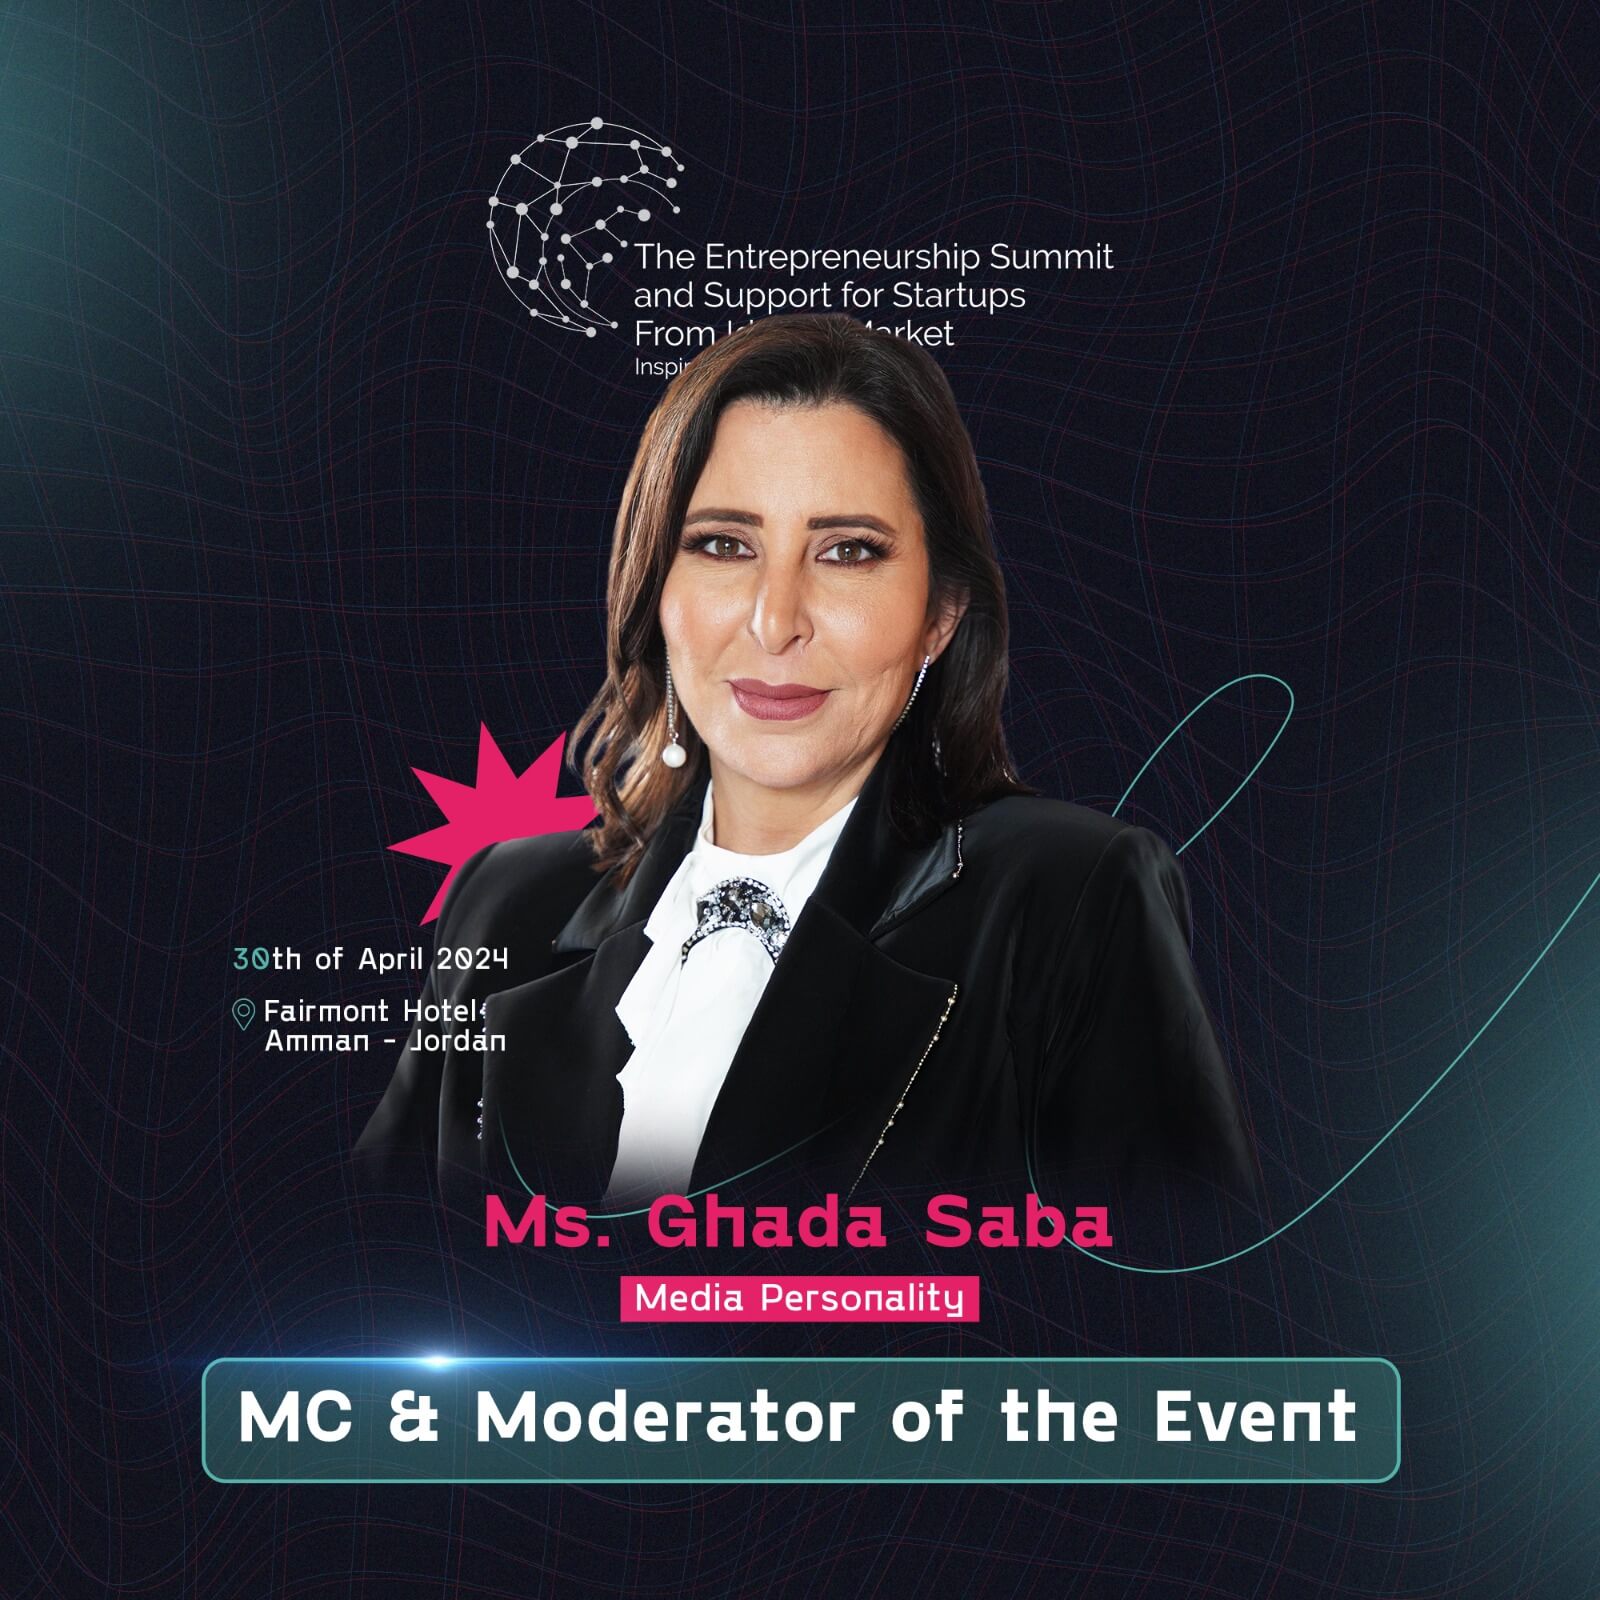 The Entrepreneurship Summit
and Support for Startups
From Market
30th of April 2024
Fairmont Hotel
Amman - Jordan
Ms. Ghada Saba
Media Personality
MC & Moderator of the Event